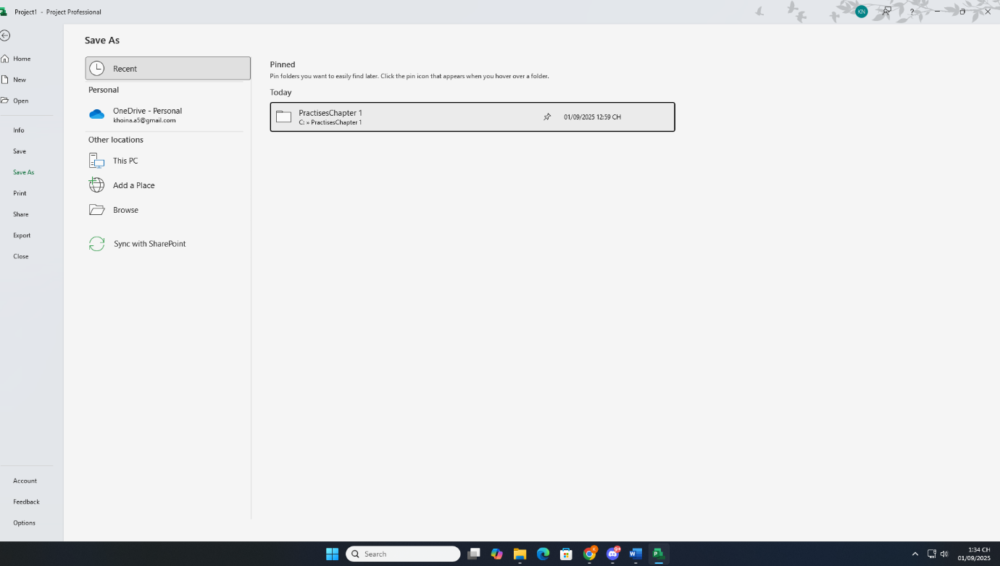 Project1 - Project Professional
KN
?
Home
New
Open
Info
Save
Save As
Print
Share
Export
Close
Account
Feedback
Options
Save As
Recent
Personal
OneDrive - Personal
khoina.a5@gmail.com
Other locations
This PC
Add a Place
Browse
Sync with SharePoint
Pinned
Pin folders you want to easily find later. Click the pin icon that appears when you hover over a folder.
Today
PractisesChapter 1
C: » PractisesChapter 1
01/09/2025 12:59 CH
Search
1:34 CH
01/09/2025